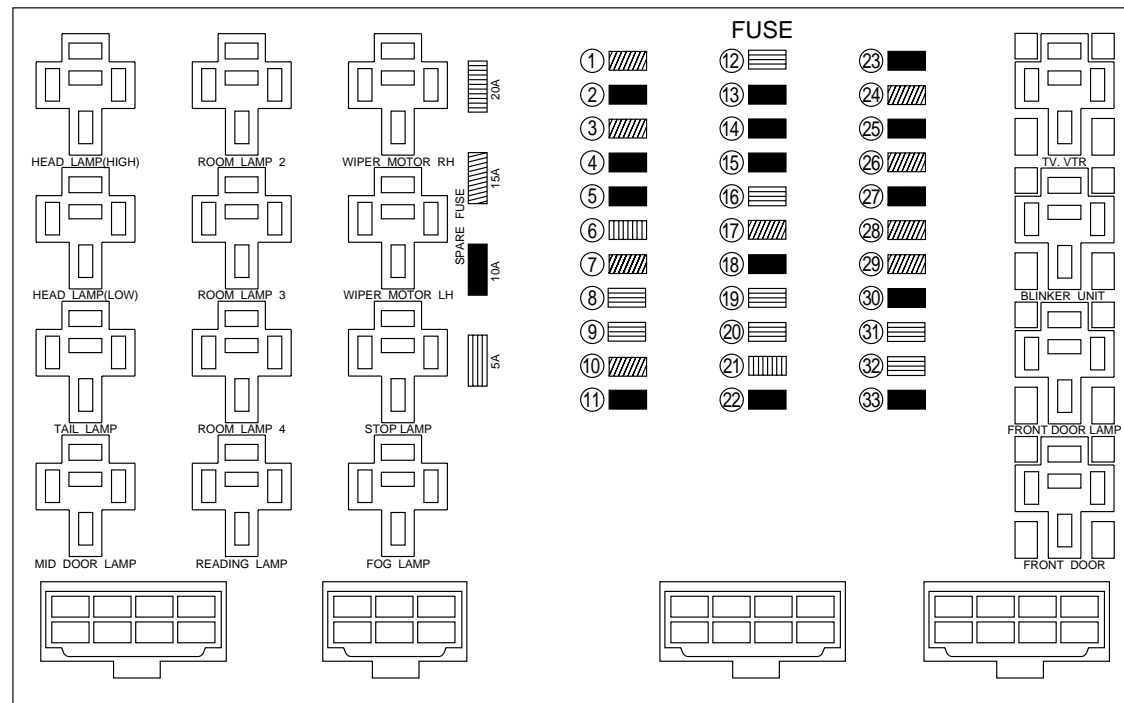 FUSE
HEAD LAMP(HIGH)
ROOM LAMP 2
WIPER MOTOR RH
HEAD LAMP(LOW)
ROOM LAMP 3
WIPER MOTOR LH
TAIL LAMP
ROOM LAMP 4
STOP LAMP
MID DOOR LAMP
READING LAMP
FOG LAMP
SPARE FUSE
20A
15A
10A
5A
1
2
3
4
5
6
7
8
9
10
11
12
13
14
15
16
17
18
19
20
21
22
23
24
25
26
27
28
29
30
31
32
33
TV. VTR
BLINKER UNIT
FRONT DOOR LAMP
FRONT DOOR